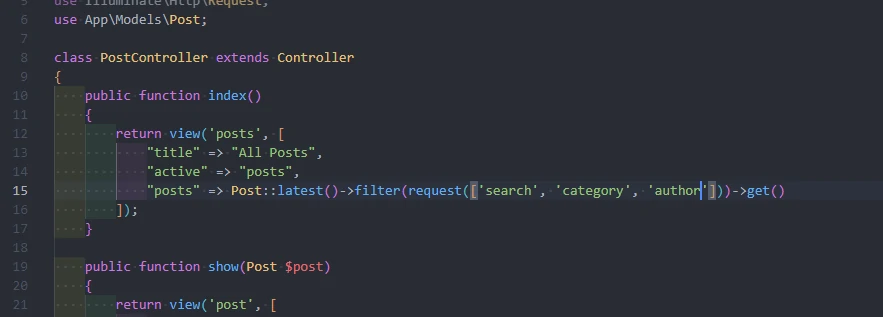 5 use Illuminate\Http\Request;
6 use App\Models\Post;
7
8 class PostController extends Controller
9 {
10     public function index()
11     {
12         return view('posts', [
13             "title" => "All Posts",
14             "active" => "posts",
15             "posts" => Post::latest()->filter(request(['search', 'category', 'author']))->get()
16         ]);
17     }
18
19     public function show(Post $post)
20     {
21         return view('post', [